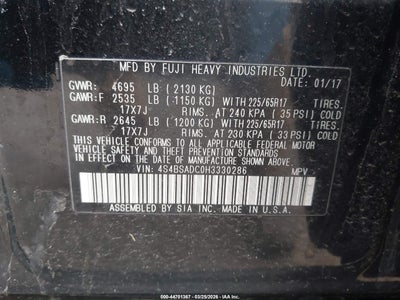 MFD BY FUJI HEAVY INDUSTRIES LTD.
DATE: 01/17
GVWR: 4695 LB (2130 KG)
GAWR:F 2535 LB (1150 KG) WITH 225/65R17 TIRES.
17X7J RIMS. AT 240 KPA (35 PSI) COLD
GAWR:R 2645 LB (1200 KG) WITH 225/65R17 TIRES.
17X7J RIMS. AT 230 KPA (33 PSI) COLD
THIS VEHICLE CONFORMS TO ALL APPLICABLE FEDERAL
MOTOR VEHICLE SAFETY, BUMPER, AND THEFT PREVENTION
STANDARDS IN EFFECT ON THE DATE OF MANUFACTURE
SHOWN ABOVE.
VIN: 4S4BSADC0H3330286 MPV
ASSEMBLED BY SIA INC. MADE IN U.S.A.
000-44701367 - 03/25/2026 - IAAI.COM